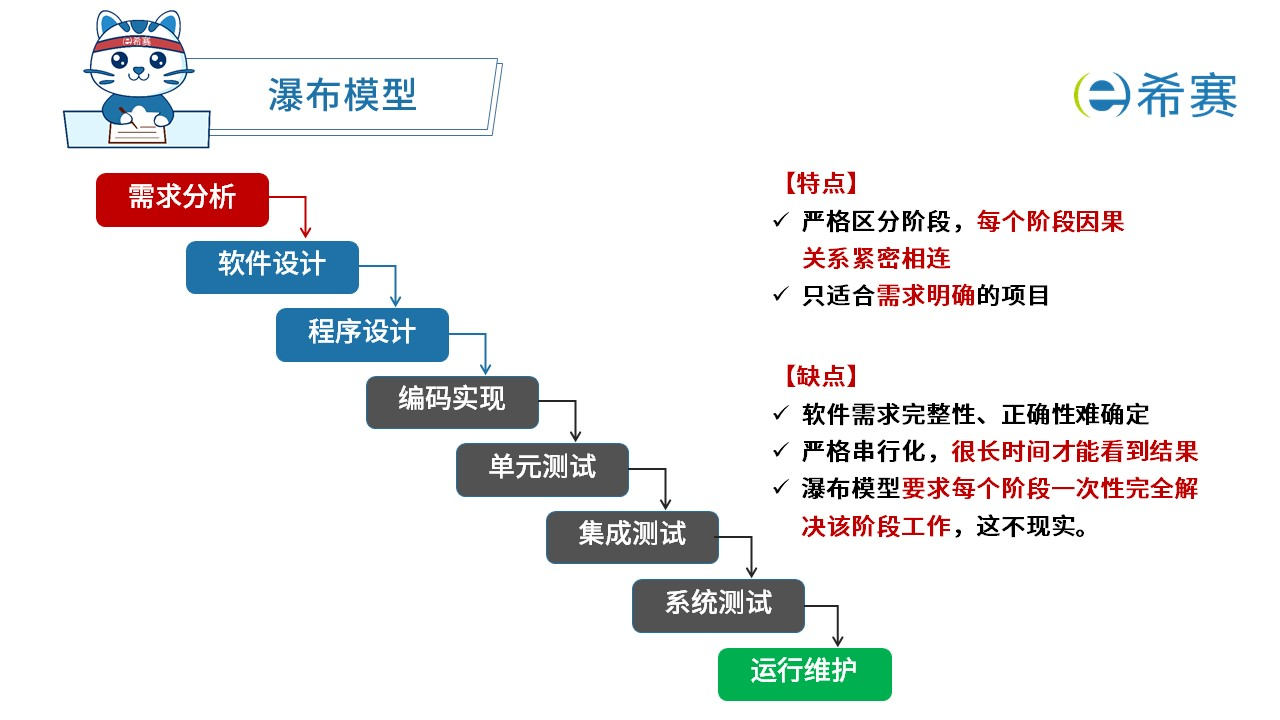 希赛
瀑布模型
希赛
需求分析
软件设计
程序设计
编码实现
单元测试
集成测试
系统测试
运行维护
【特点】
✓ 严格区分阶段，每个阶段因果
关系紧密相连
✓ 只适合需求明确的项目
【缺点】
✓ 软件需求完整性、正确性难确定
✓ 严格串行化，很长时间才能看到结果
✓ 瀑布模型要求每个阶段一次性完全解
决该阶段工作，这不现实。